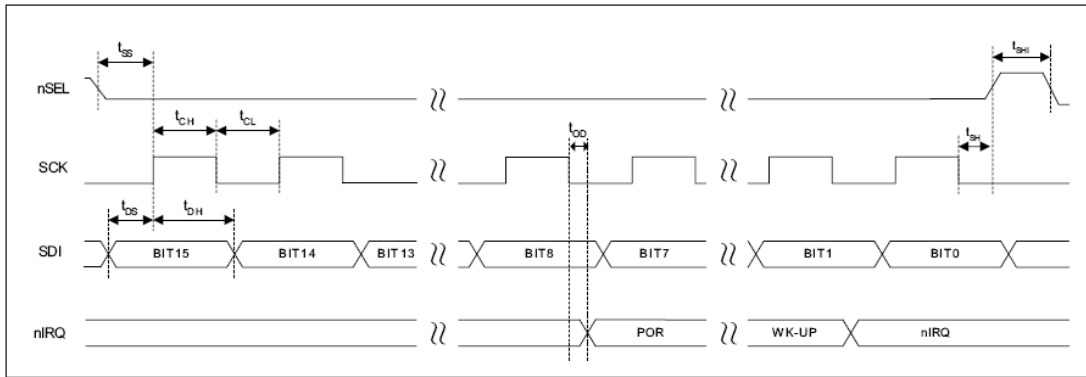 tSS tSHI
nSEL
tCH tCL tOD tSH
SCK
tDS tDH
SDI BIT15 BIT14 BIT13 BIT8 BIT7 BIT1 BIT0
nIRQ POR WK-UP nIRQ